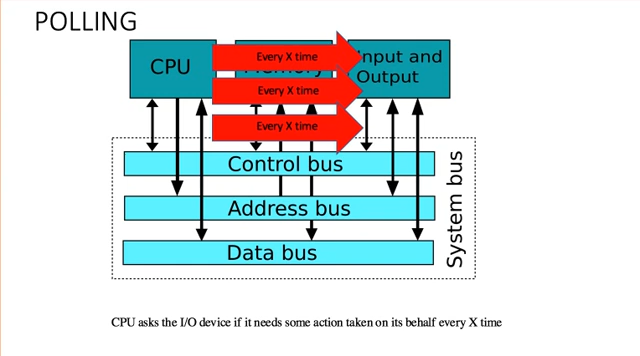 POLLING
CPU
Every X time
Memory
Input and
Output
Every X time
Every X time
Control bus
Address bus
Data bus
System bus
CPU asks the I/O device if it needs some action taken on its behalf every X time